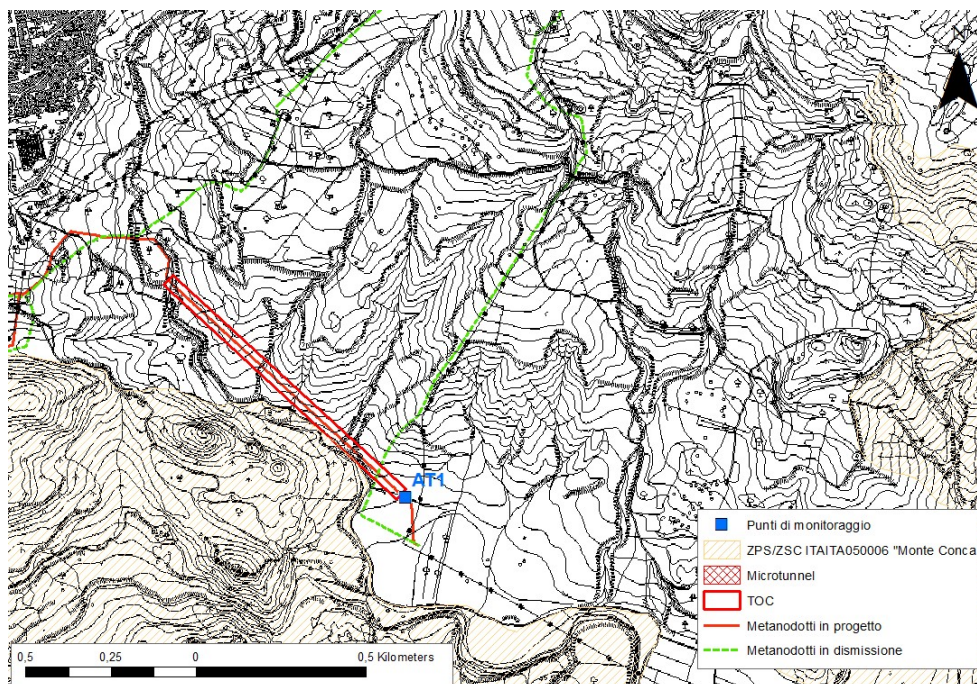 AT1
Punti di monitoraggio
ZPS/ZSC ITAITA050006 "Monte Conca
Microtunnel
TOC
Metanodotti in progetto
Metanodotti in dismissione
0,5 0,25 0 0,5 Kilometers